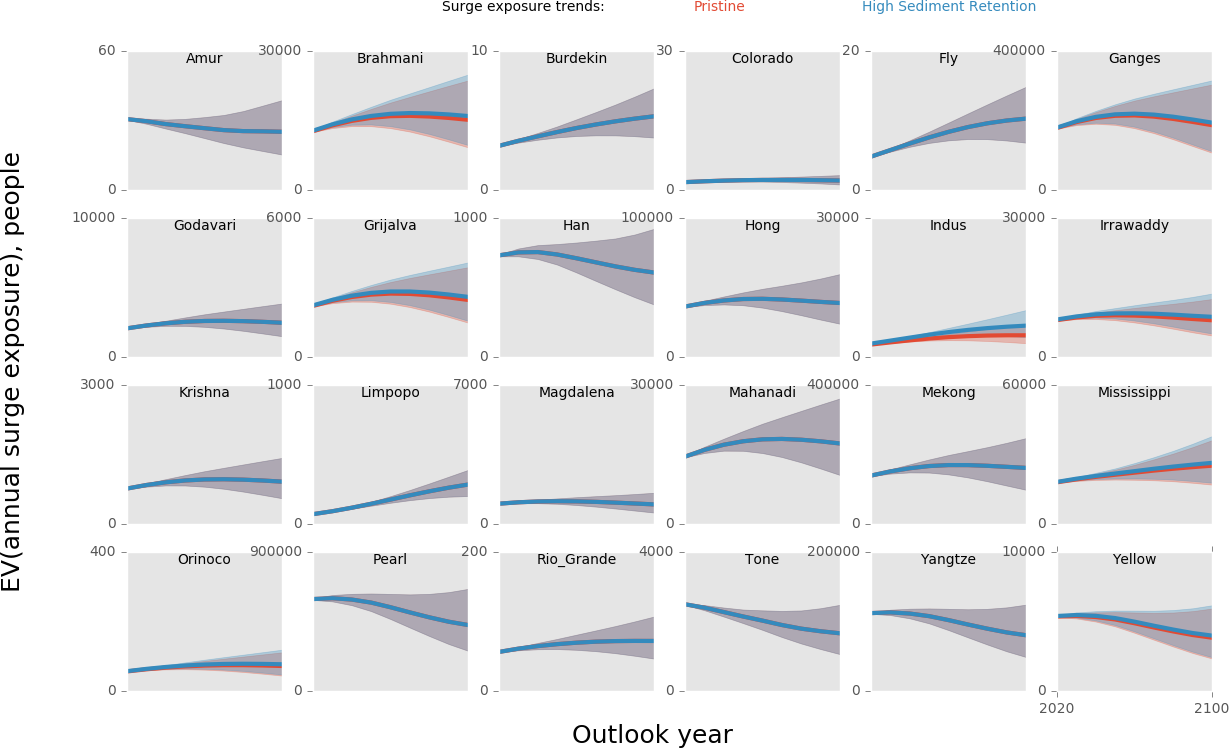 Surge exposure trends: Pristine High Sediment Retention
60 30000 10 30 20 400000
Amur Brahmani Burdekin Colorado Fly Ganges
0 0 0 0 0 0
10000 6000 1000 100000 30000 30000
Godavari Grijalva Han Hong Indus Irrawaddy
0 0 0 0 0 0
3000 1000 7000 30000 400000 60000
Krishna Limpopo Magdalena Mahanadi Mekong Mississippi
0 0 0 0 0 0
400 900000 200 4000 200000 10000
Orinoco Pearl Rio_Grande Tone Yangtze Yellow
0 0 0 0 0 0
2020 2100
EV(annual surge exposure), people
Outlook year